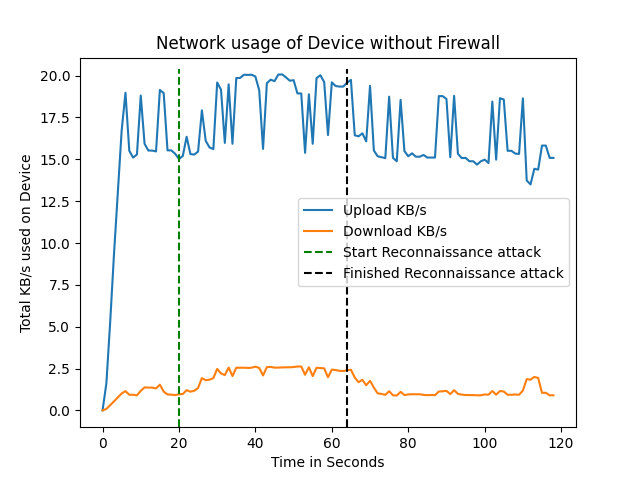 Network usage of Device without Firewall
Total KB/s used on Device
20.0
17.5
15.0
12.5
10.0
7.5
5.0
2.5
0.0
Upload KB/s
Download KB/s
Start Reconnaissance attack
Finished Reconnaissance attack
0 20 40 60 80 100 120
Time in Seconds